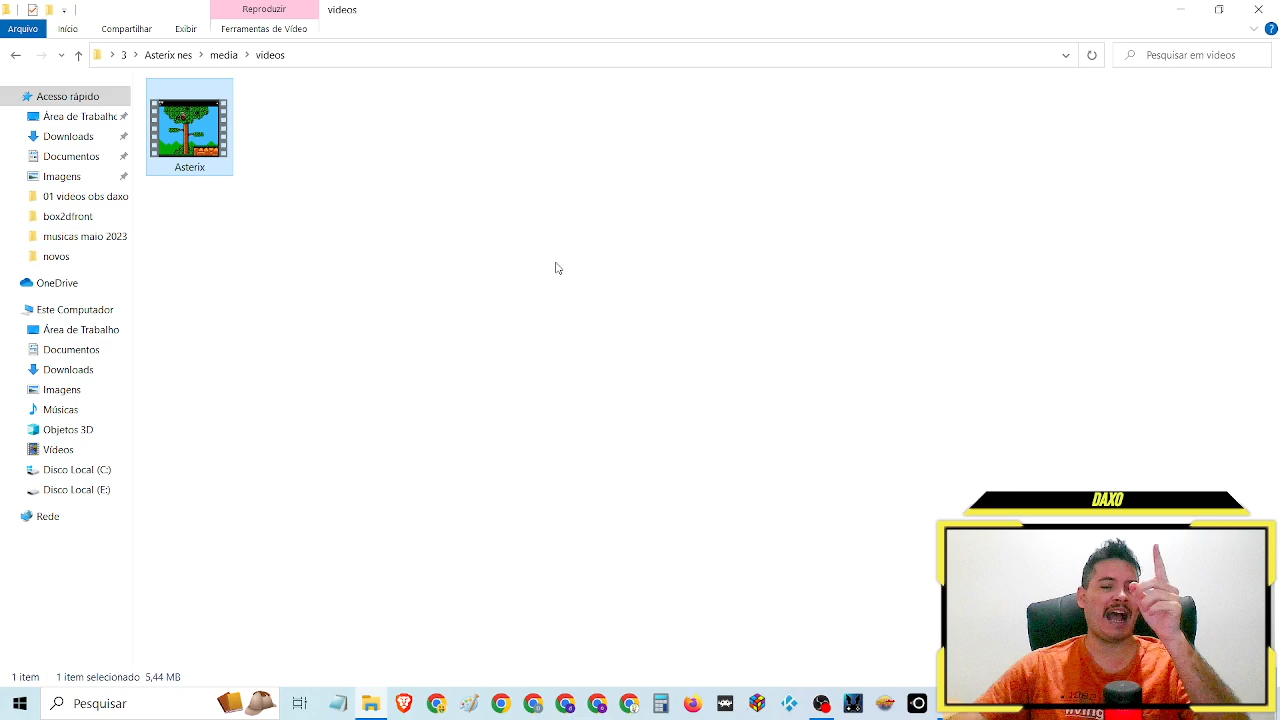 Reproduzir
videos
Arquivo
Início
Compartilhar
Exibir
Ferramentas de Vídeo
3
Asterix nes
media
videos
Pesquisar em videos
Acesso rápido
Área de Trabalho
Downloads
Documentos
Imagens
01 videos obs daxo
box2dfront
musicas maio 2023
novos
OneDrive
Este Computador
Área de Trabalho
Documentos
Downloads
Imagens
Músicas
Objetos 3D
Vídeos
Disco Local (C:)
Disco Local (E:)
Rede
Asterix
DAXO
living
1 item
1 item selecionado
5,44 MB
Pesquisar